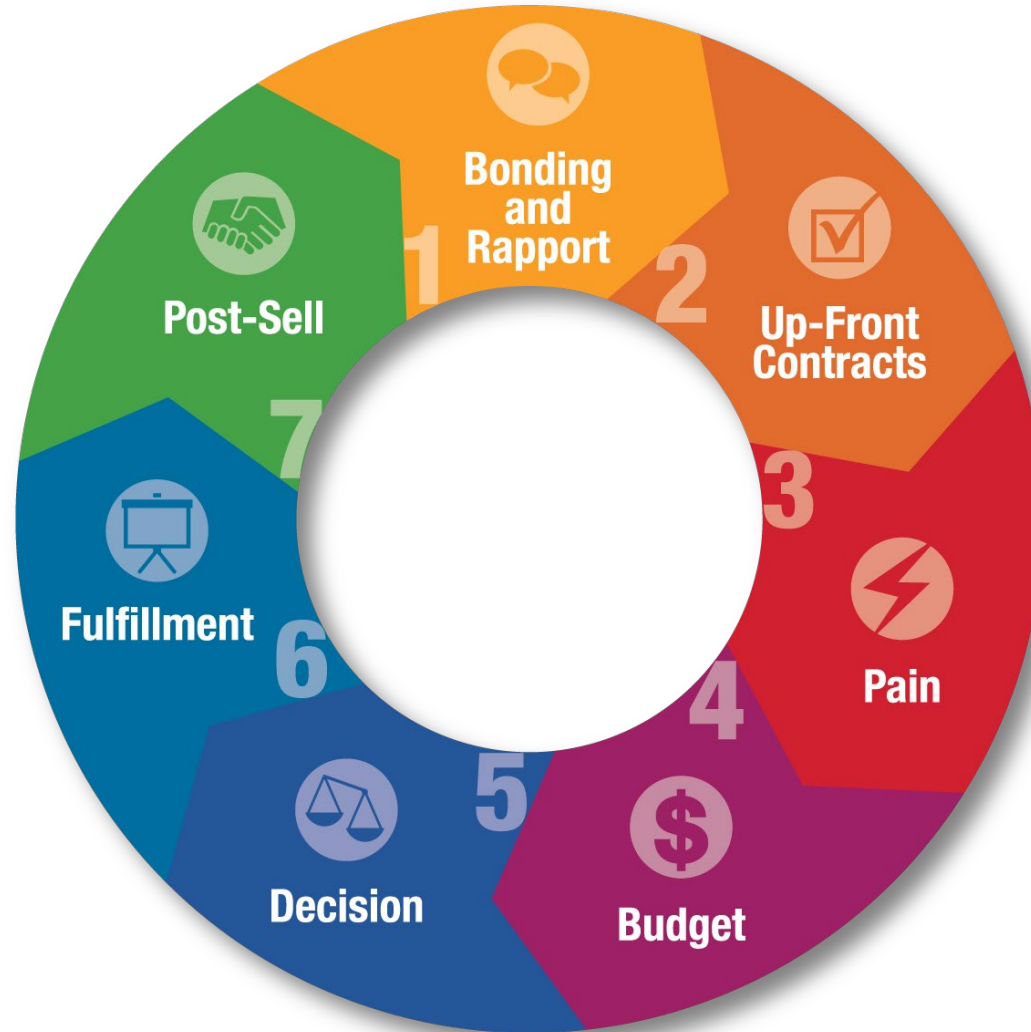 1
Bonding
and
Rapport
2
Up-Front
Contracts
3
Pain
4
$
Budget
5
Decision
6
Fulfillment
7
Post-Sell